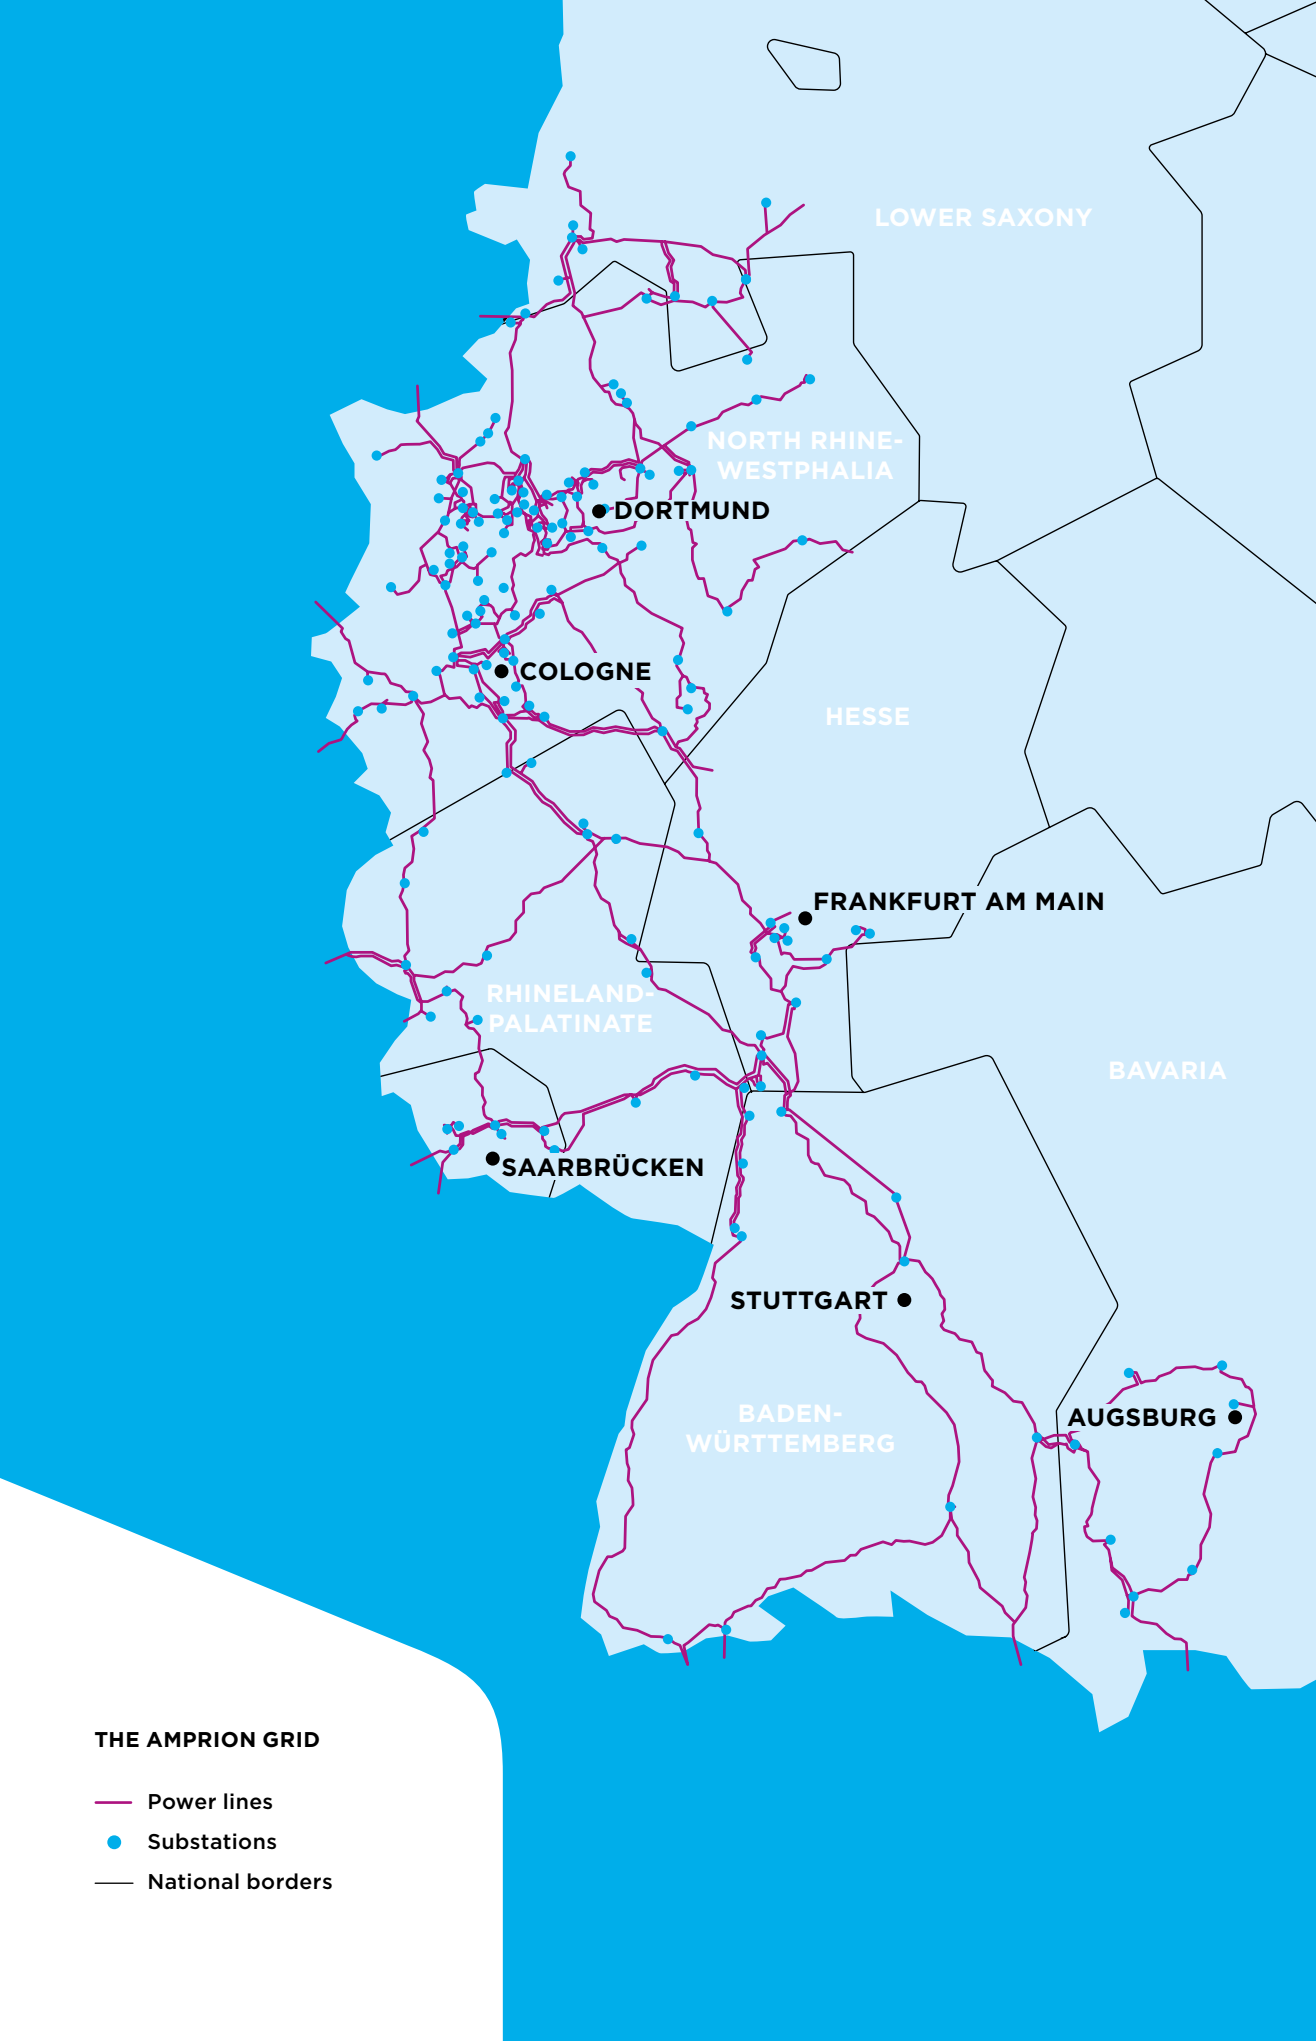 LOWER SAXONY
NORTH RHINE-
WESTPHALIA
DORTMUND
COLOGNE
HESSE
FRANKFURT AM MAIN
RHINELAND-
PALATINATE
BAVARIA
SAARBRÜCKEN
STUTTGART
BADEN-
WÜRTTEMBERG
AUGSBURG
THE AMPRION GRID
Power lines
Substations
National borders